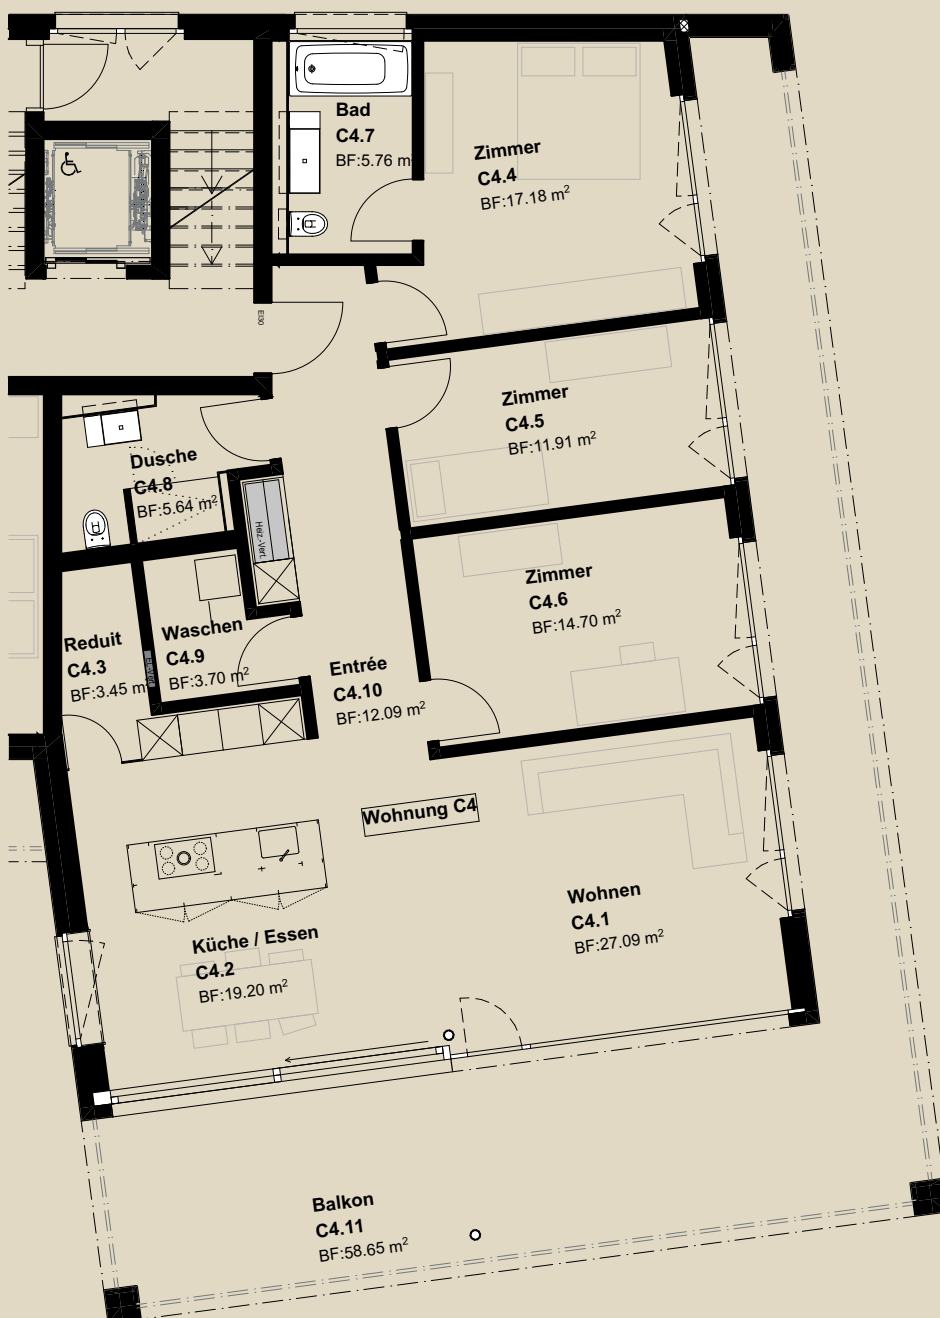 Bad
C4.7
BF:5.76 m
Zimmer
C4.4
BF:17.18 m²
EI30
Zimmer
C4.5
BF:11.91 m²
Dusche
C4.8
BF:5.64 m²
Heiz.-Vert.
Zimmer
C4.6
BF:14.70 m²
Reduit
C4.3
BF:3.45 m²
Waschen
C4.9
BF:3.70 m²
Entrée
C4.10
BF:12.09 m²
Wohnung C4
Wohnen
C4.1
BF:27.09 m²
Küche / Essen
C4.2
BF:19.20 m²
Balkon
C4.11
BF:58.65 m²